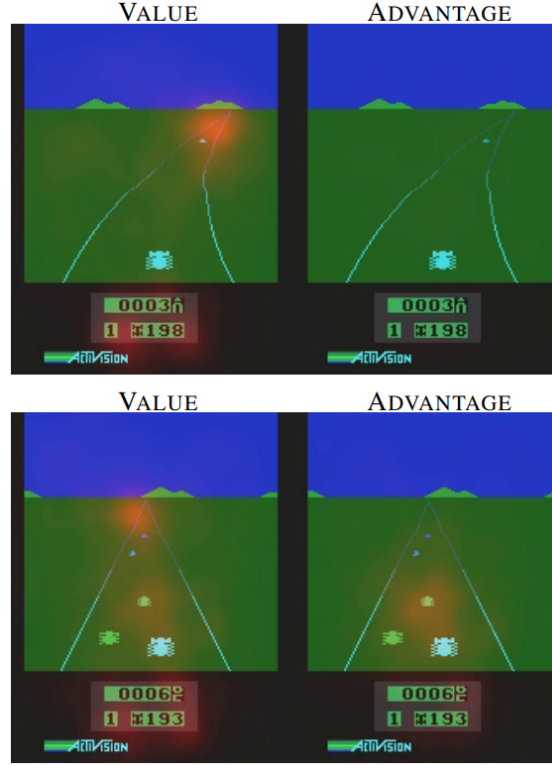 VALUE ADVANTAGE
0003 0003
1 198 1 198
ACTIVISION ACTIVISION
VALUE ADVANTAGE
0006 0006
1 193 1 193
ACTIVISION ACTIVISION